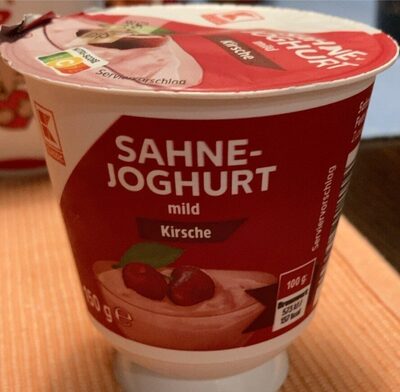 SAHNE-
JOGHURT
mild
Kirsche
Serviervorschlag
SAHNE-
JOGHURT
mild
Kirsche
Serviervorschlag
100 g:
150 g e